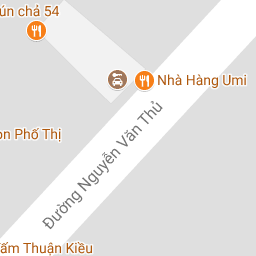 ún chả 54
Nhà Hàng Umi
Đường Nguyễn Văn Thủ
on Phố Thị
ấm Thuận Kiều